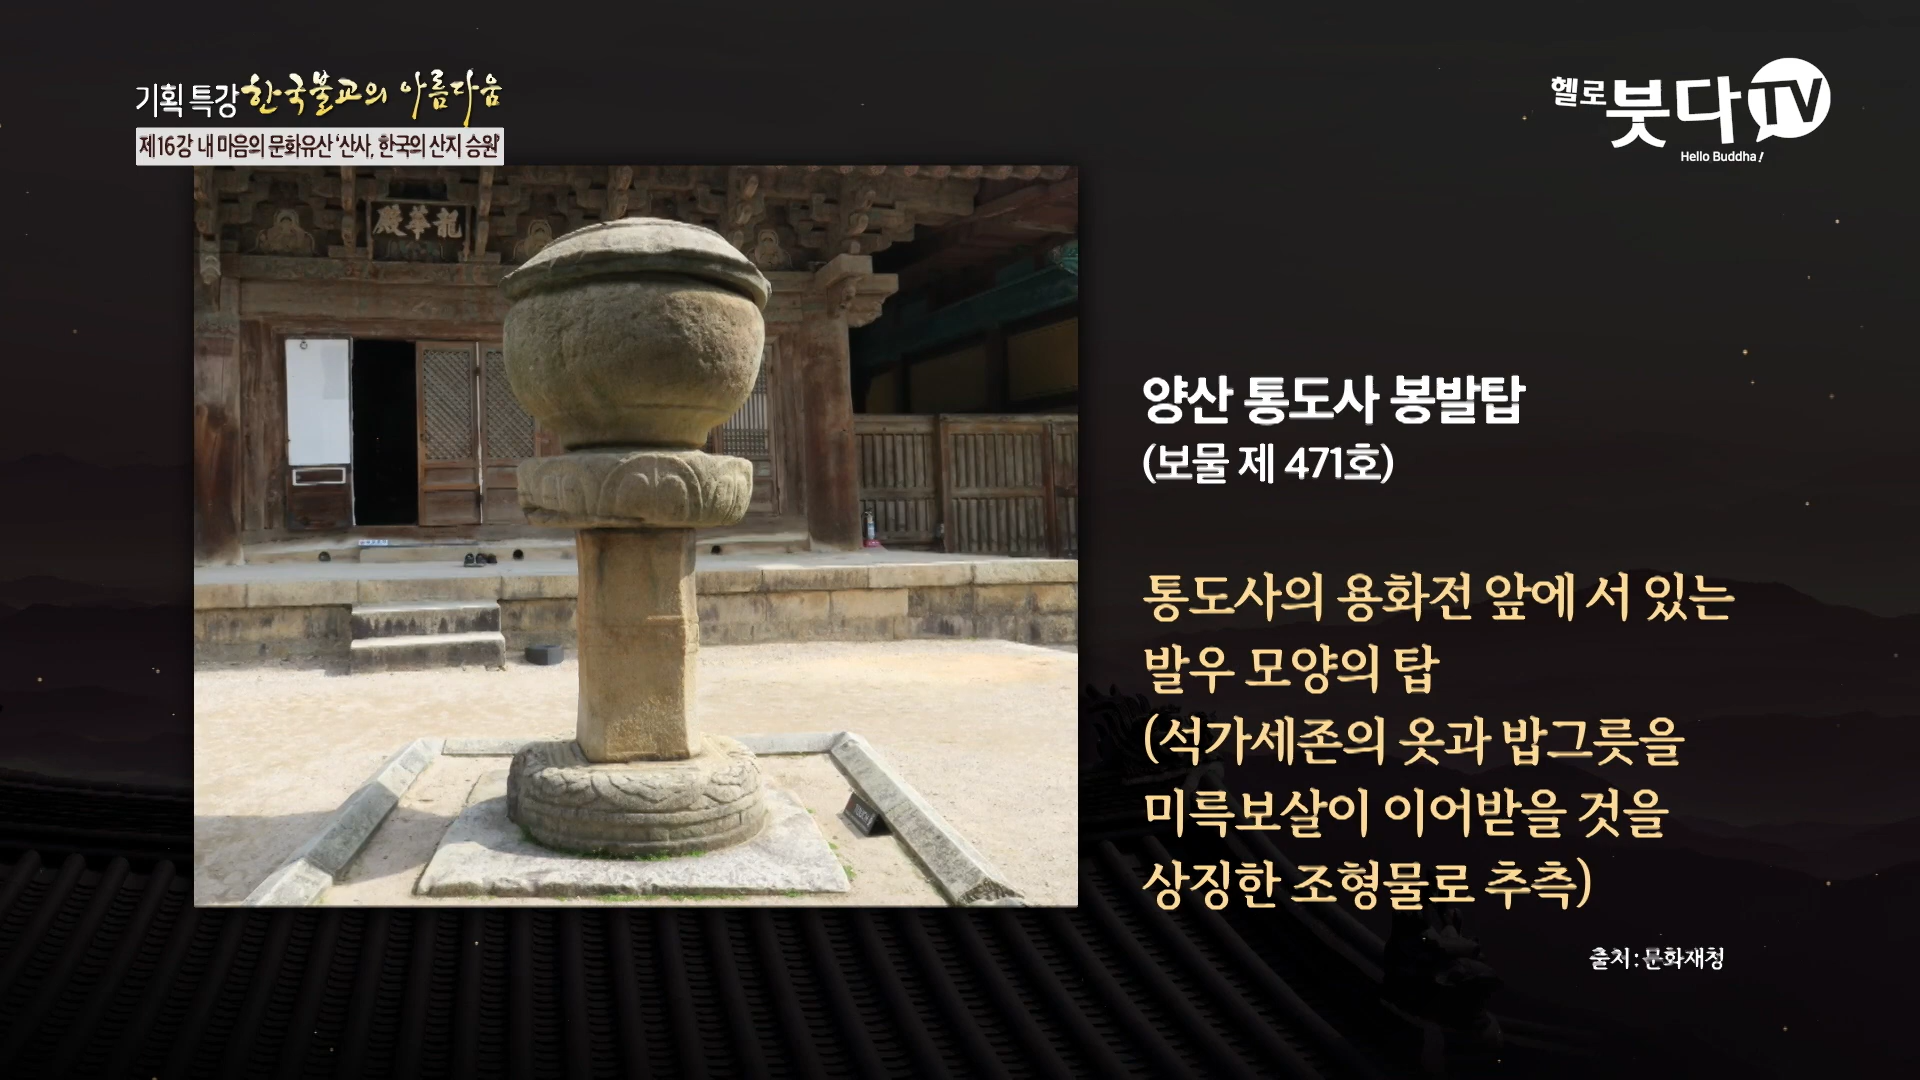 기획 특강 한국불교의 아름다움
제16강 내 마음의 문화유산 '산사, 한국의 산지 승원'
헬로붓다TV
Hello Buddha!
殿華龍
양산 통도사 봉발탑
(보물 제 471호)
통도사의 용화전 앞에 서 있는
발우 모양의 탑
(석가세존의 옷과 밥그릇을
미륵보살이 이어받을 것을
상징한 조형물로 추측)
출처 : 문화재청